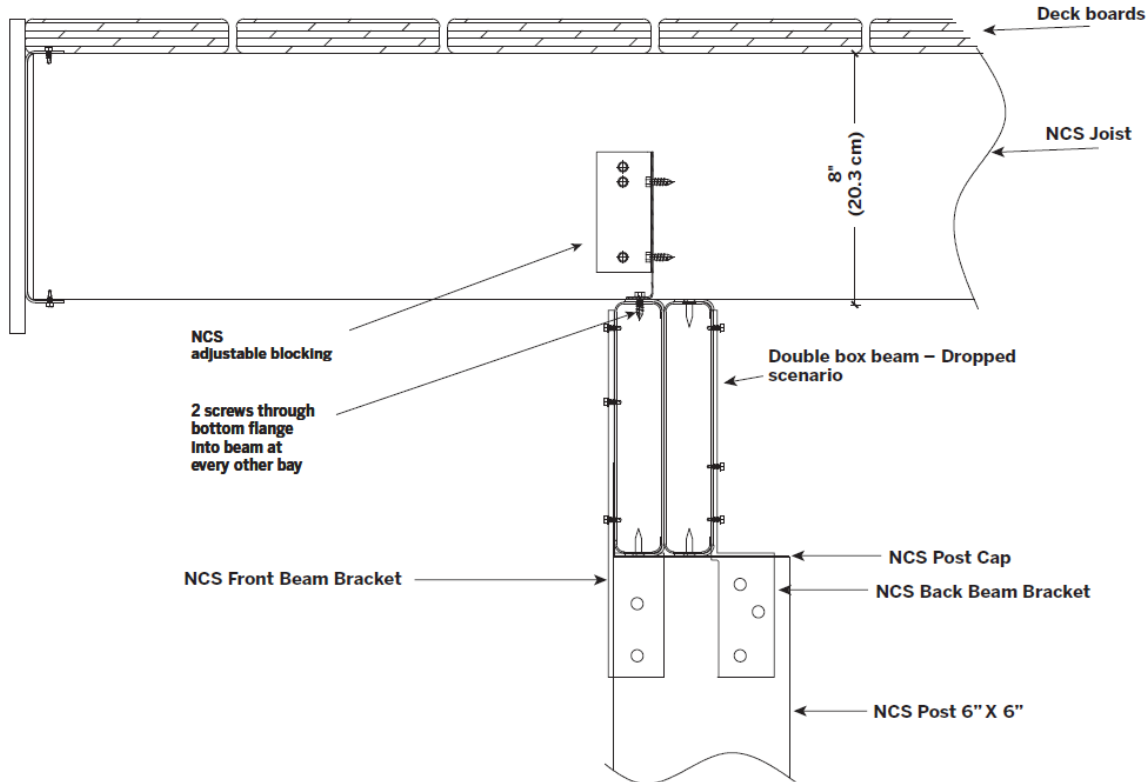 Deck boards
NCS Joist
8"
(20.3 cm)
NCS
adjustable blocking
2 screws through
bottom flange
Into beam at
every other bay
Double box beam – Dropped
scenario
NCS Front Beam Bracket
NCS Post Cap
NCS Back Beam Bracket
NCS Post 6” X 6”